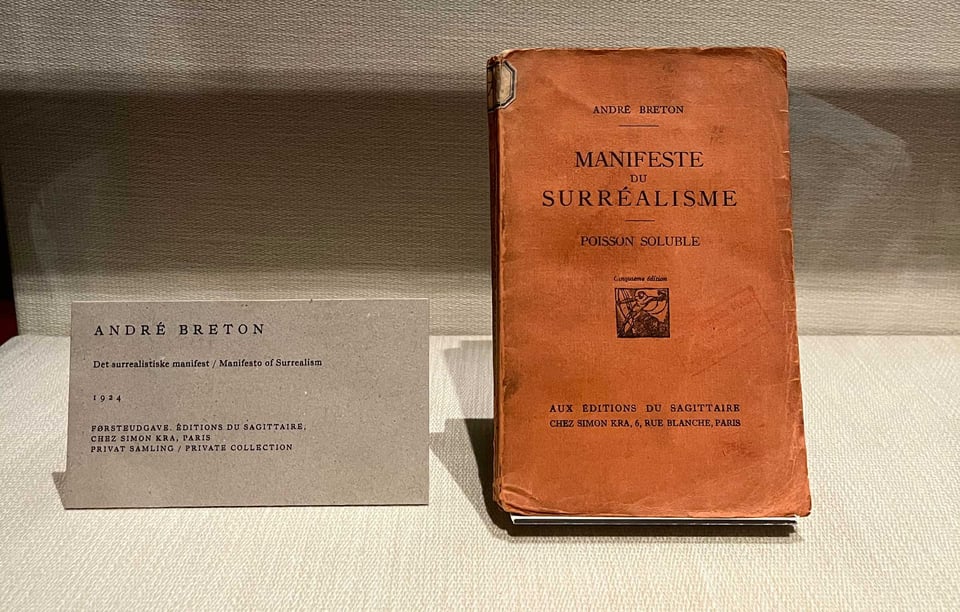 ANDRÉ BRETON
Det surrealistiske manifest / Manifesto of Surrealism
1924
FØRSTEUDGAVE. ÉDITIONS DU SAGITTAIRE,
CHEZ SIMON KRA, PARIS
PRIVAT SAMLING / PRIVATE COLLECTION
ANDRÉ BRETON
MANIFESTE
DU
SURRÉALISME
POISSON SOLUBLE
Cinquième édition
AUX ÉDITIONS DU SAGITTAIRE
CHEZ SIMON KRA, 6, RUE BLANCHE, PARIS